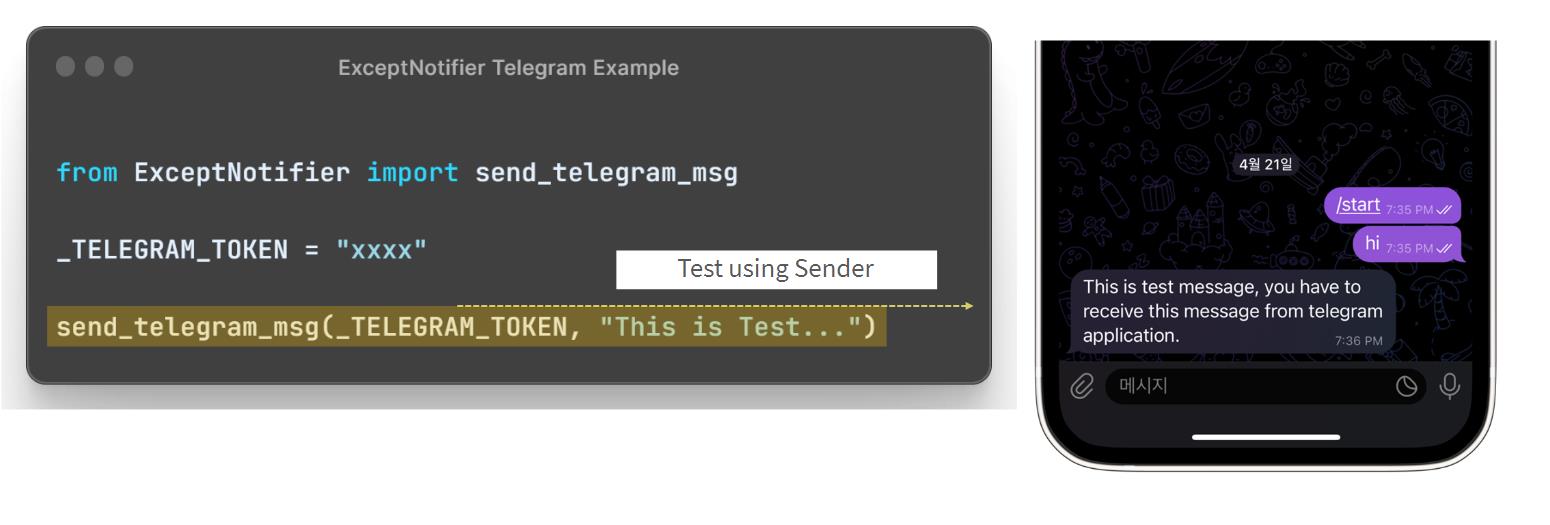 ExceptNotifier Telegram Example
from ExceptNotifier import send_telegram_msg
_TELEGRAM_TOKEN = "xxxx"
Test using Sender
send_telegram_msg(_TELEGRAM_TOKEN, "This is Test...")
4월 21일
/start 7:35 PM
hi 7:35 PM
This is test message, you have to
receive this message from telegram
application.
7:36 PM
메시지